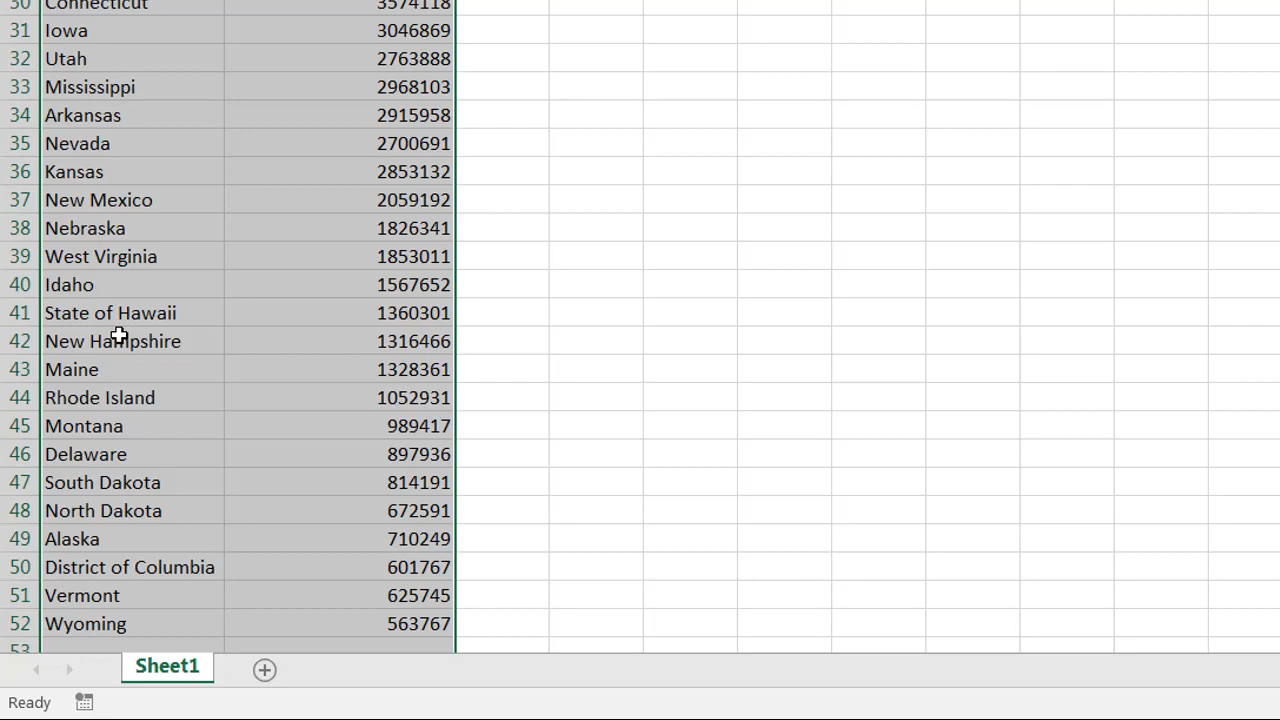 30 Connecticut 3574118
31 Iowa 3046869
32 Utah 2763888
33 Mississippi 2968103
34 Arkansas 2915958
35 Nevada 2700691
36 Kansas 2853132
37 New Mexico 2059192
38 Nebraska 1826341
39 West Virginia 1853011
40 Idaho 1567652
41 State of Hawaii 1360301
42 New Hampshire 1316466
43 Maine 1328361
44 Rhode Island 1052931
45 Montana 989417
46 Delaware 897936
47 South Dakota 814191
48 North Dakota 672591
49 Alaska 710249
50 District of Columbia 601767
51 Vermont 625745
52 Wyoming 563767
53
Sheet1
Ready